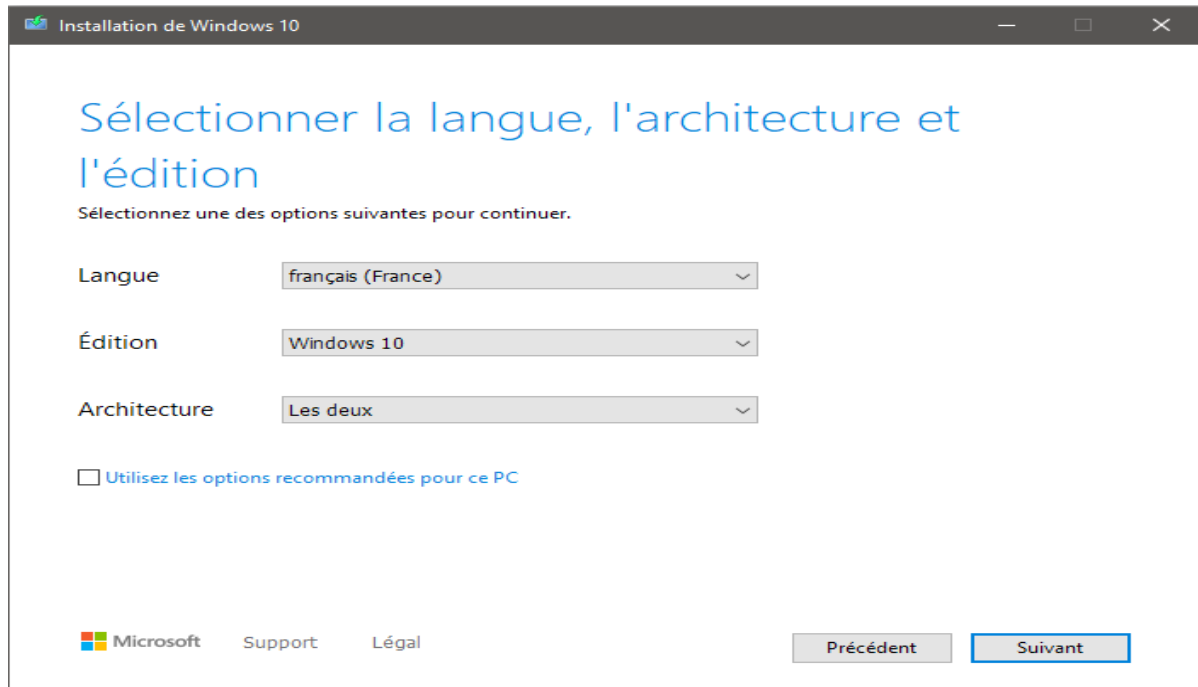 Installation de Windows 10
Sélectionner la langue, l'architecture et
l'édition
Sélectionnez une des options suivantes pour continuer.
Langue français (France)
Édition Windows 10
Architecture Les deux
Utilisez les options recommandées pour ce PC
Microsoft Support Légal Précédent Suivant